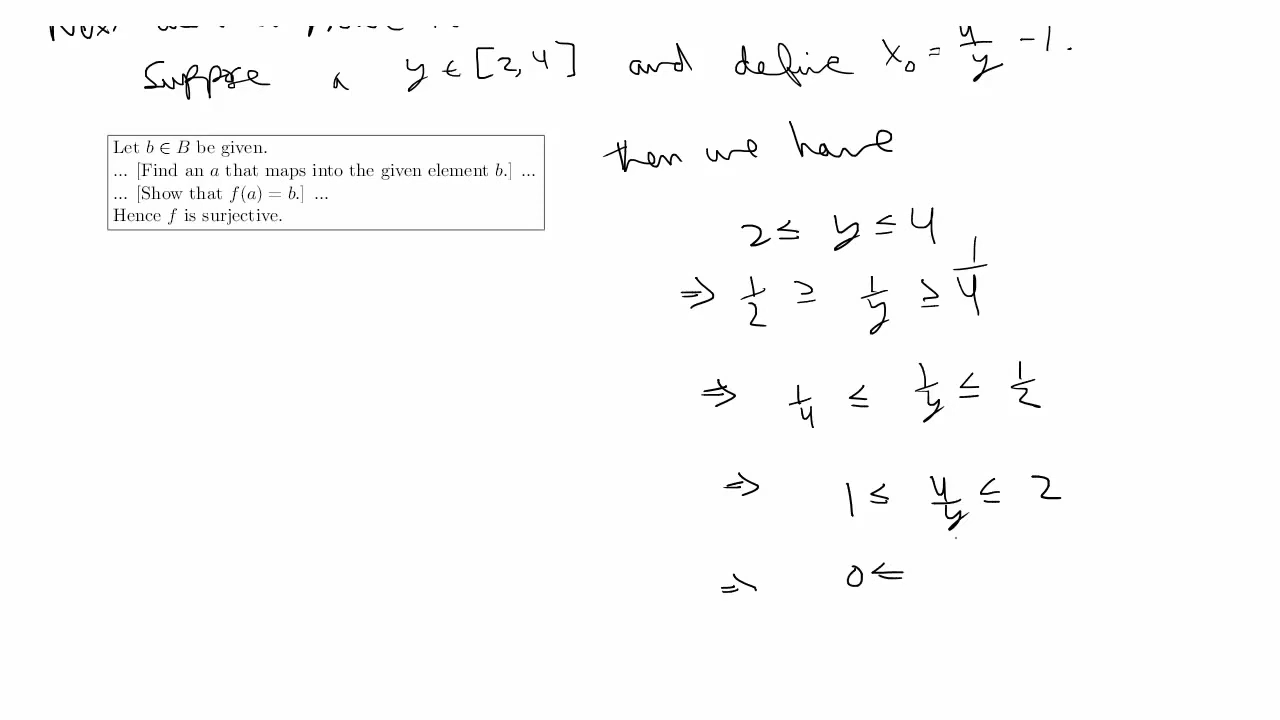 Suppose a y ∈ [2, 4] and define x₀ = 4/y - 1.
Let b ∈ B be given.
... [Find an a that maps into the given element b.] ...
... [Show that f(a) = b.] ...
Hence f is surjective.
then we have
2 ≤ y ≤ 4
⇒ 1/2 ≥ 1/y ≥ 1/4
⇒ 1/4 ≤ 1/y ≤ 1/2
⇒ 1 ≤ 4/y ≤ 2
⇒ 0 ≤